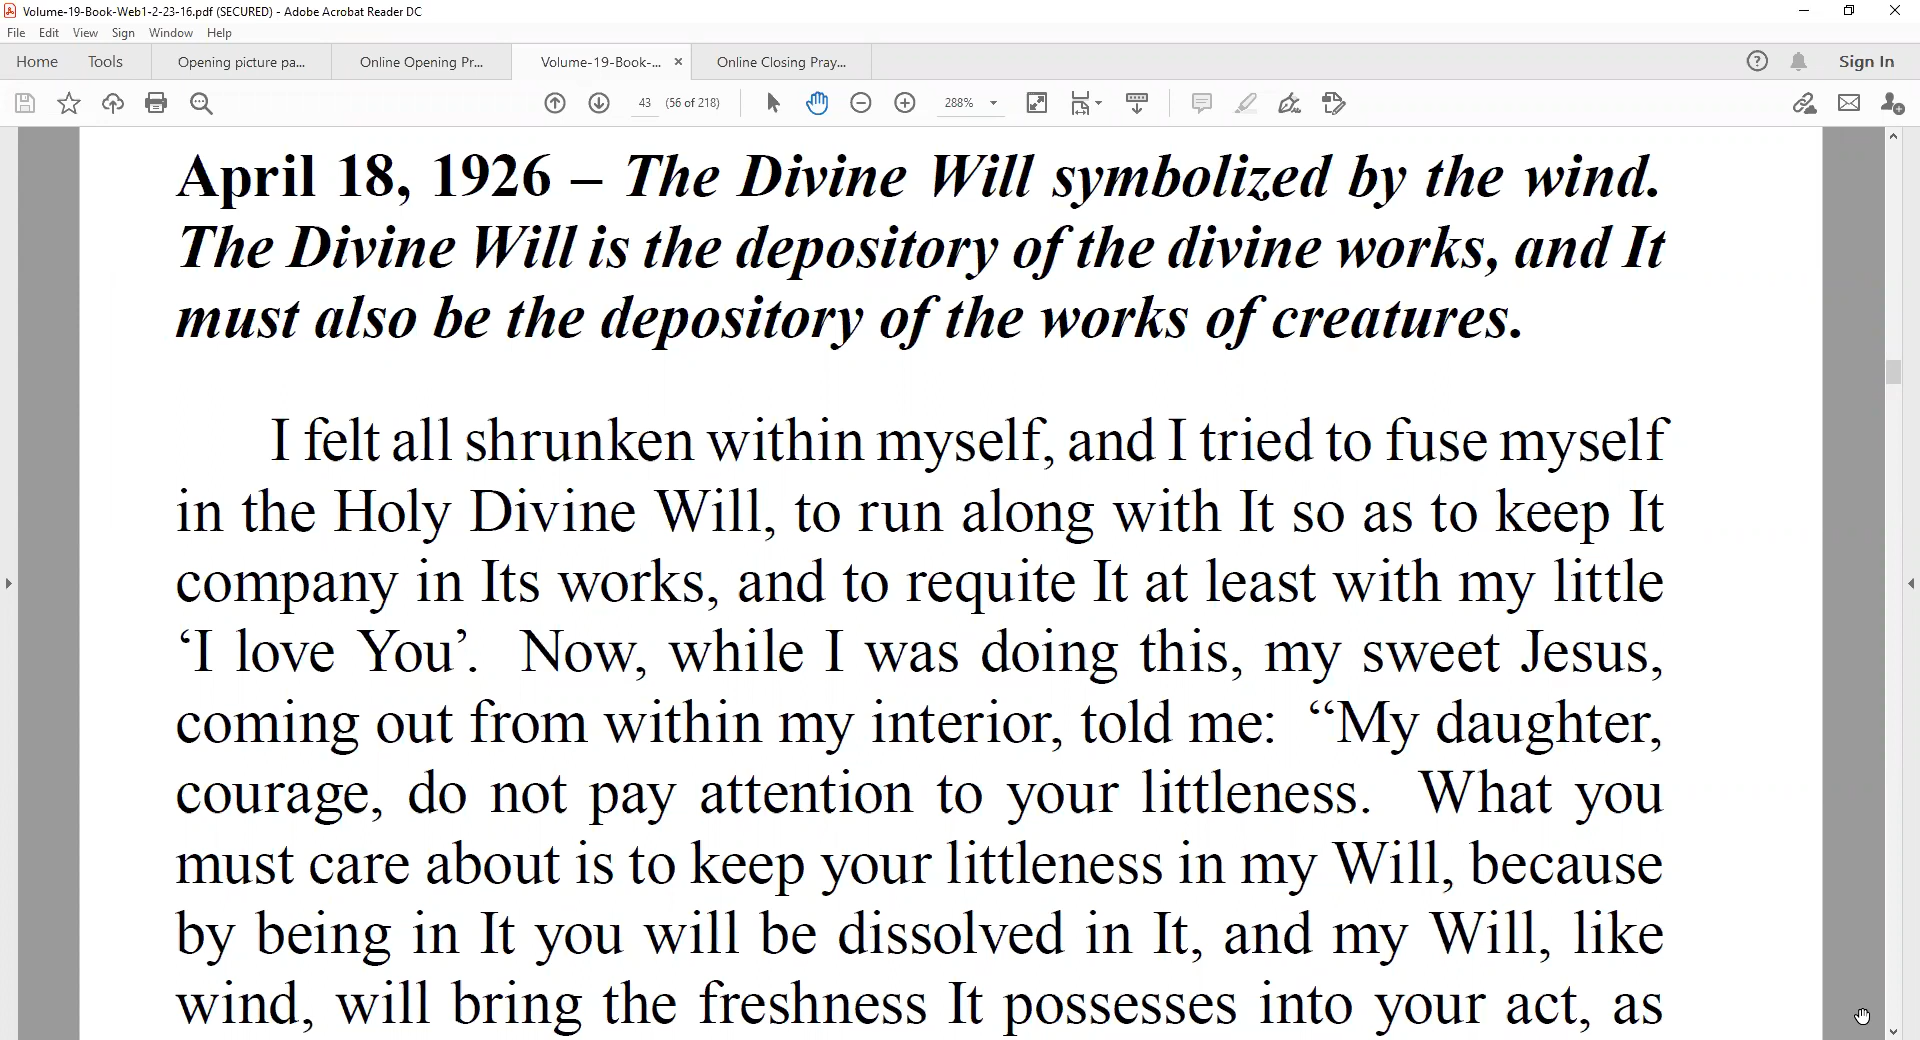 Volume-19-Book-Web1-2-23-16.pdf (SECURED) - Adobe Acrobat Reader DC
File Edit View Sign Window Help
Home Tools Opening picture pa... Online Opening Pr... Volume-19-Book-... Online Closing Pray... Sign In
43 (56 of 218) 288%
April 18, 1926 – The Divine Will symbolized by the wind.
The Divine Will is the depository of the divine works, and It
must also be the depository of the works of creatures.
I felt all shrunken within myself, and I tried to fuse myself
in the Holy Divine Will, to run along with It so as to keep It
company in Its works, and to requite It at least with my little
‘I love You’. Now, while I was doing this, my sweet Jesus,
coming out from within my interior, told me: “My daughter,
courage, do not pay attention to your littleness. What you
must care about is to keep your littleness in my Will, because
by being in It you will be dissolved in It, and my Will, like
wind, will bring the freshness It possesses into your act, as